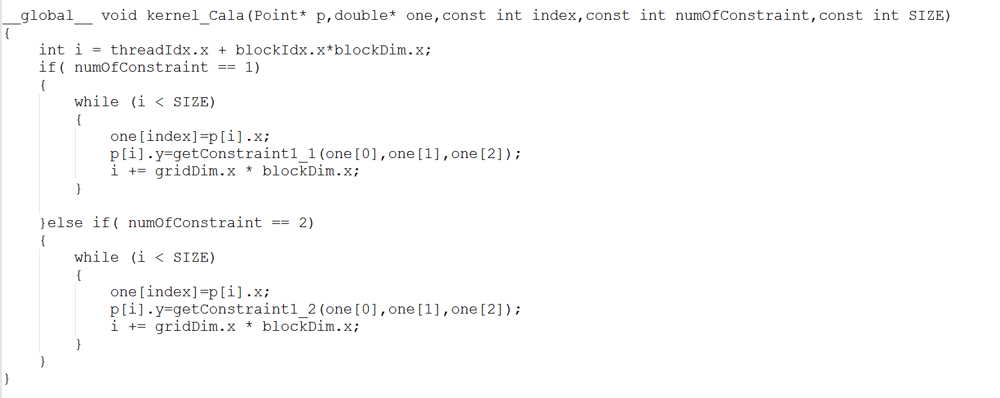 __global__ void kernel_Cala(Point* p,double* one,const int index,const int numOfConstraint,const int SIZE)
{
    int i = threadIdx.x + blockIdx.x*blockDim.x;
    if( numOfConstraint == 1)
    {
        while (i < SIZE)
        {
            one[index]=p[i].x;
            p[i].y=getConstraint1_1(one[0],one[1],one[2]);
            i += gridDim.x * blockDim.x;
        }
    }else if( numOfConstraint == 2)
    {
        while (i < SIZE)
        {
            one[index]=p[i].x;
            p[i].y=getConstraint1_2(one[0],one[1],one[2]);
            i += gridDim.x * blockDim.x;
        }
    }
}